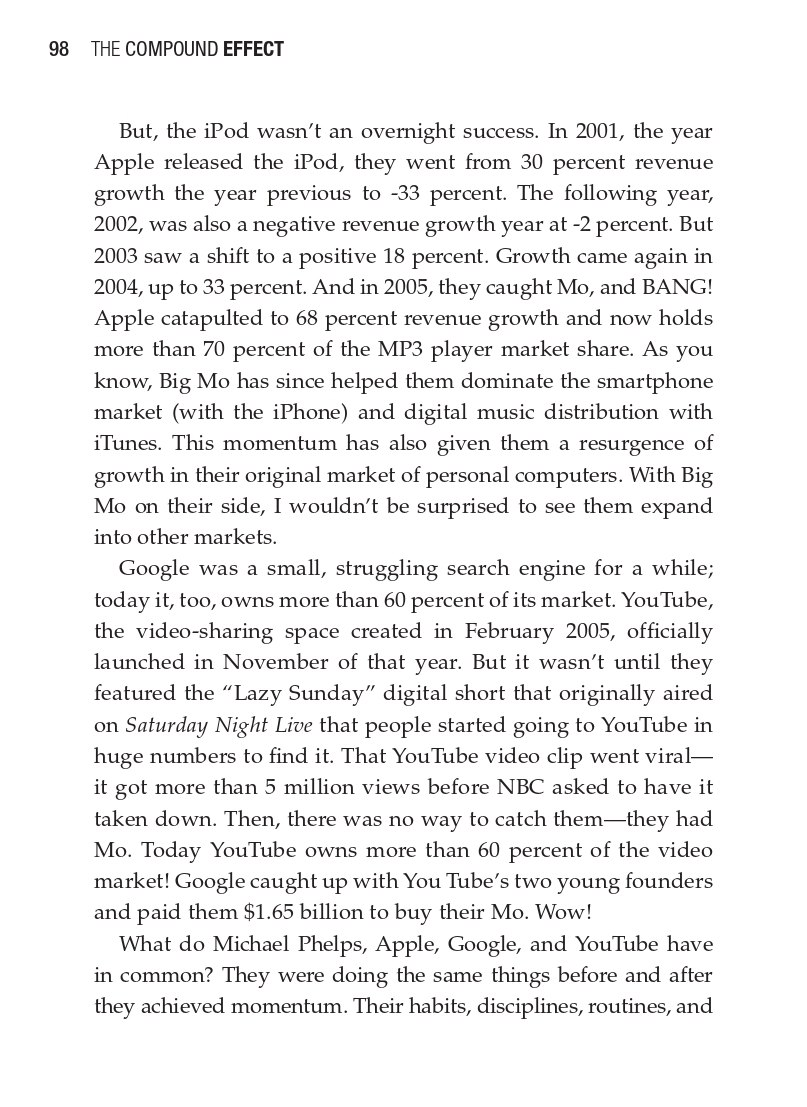 98 THE COMPOUND EFFECT
But, the iPod wasn’t an overnight success. In 2001, the year
Apple released the iPod, they went from 30 percent revenue
growth the year previous to -33 percent. The following year,
2002, was also a negative revenue growth year at -2 percent. But
2003 saw a shift to a positive 18 percent. Growth came again in
2004, up to 33 percent. And in 2005, they caught Mo, and BANG!
Apple catapulted to 68 percent revenue growth and now holds
more than 70 percent of the MP3 player market share. As you
know, Big Mo has since helped them dominate the smartphone
market (with the iPhone) and digital music distribution with
iTunes. This momentum has also given them a resurgence of
growth in their original market of personal computers. With Big
Mo on their side, I wouldn’t be surprised to see them expand
into other markets.
Google was a small, struggling search engine for a while;
today it, too, owns more than 60 percent of its market. YouTube,
the video-sharing space created in February 2005, officially
launched in November of that year. But it wasn’t until they
featured the “Lazy Sunday” digital short that originally aired
on Saturday Night Live that people started going to YouTube in
huge numbers to find it. That YouTube video clip went viral—
it got more than 5 million views before NBC asked to have it
taken down. Then, there was no way to catch them—they had
Mo. Today YouTube owns more than 60 percent of the video
market! Google caught up with You Tube’s two young founders
and paid them $1.65 billion to buy their Mo. Wow!
What do Michael Phelps, Apple, Google, and YouTube have
in common? They were doing the same things before and after
they achieved momentum. Their habits, disciplines, routines, and